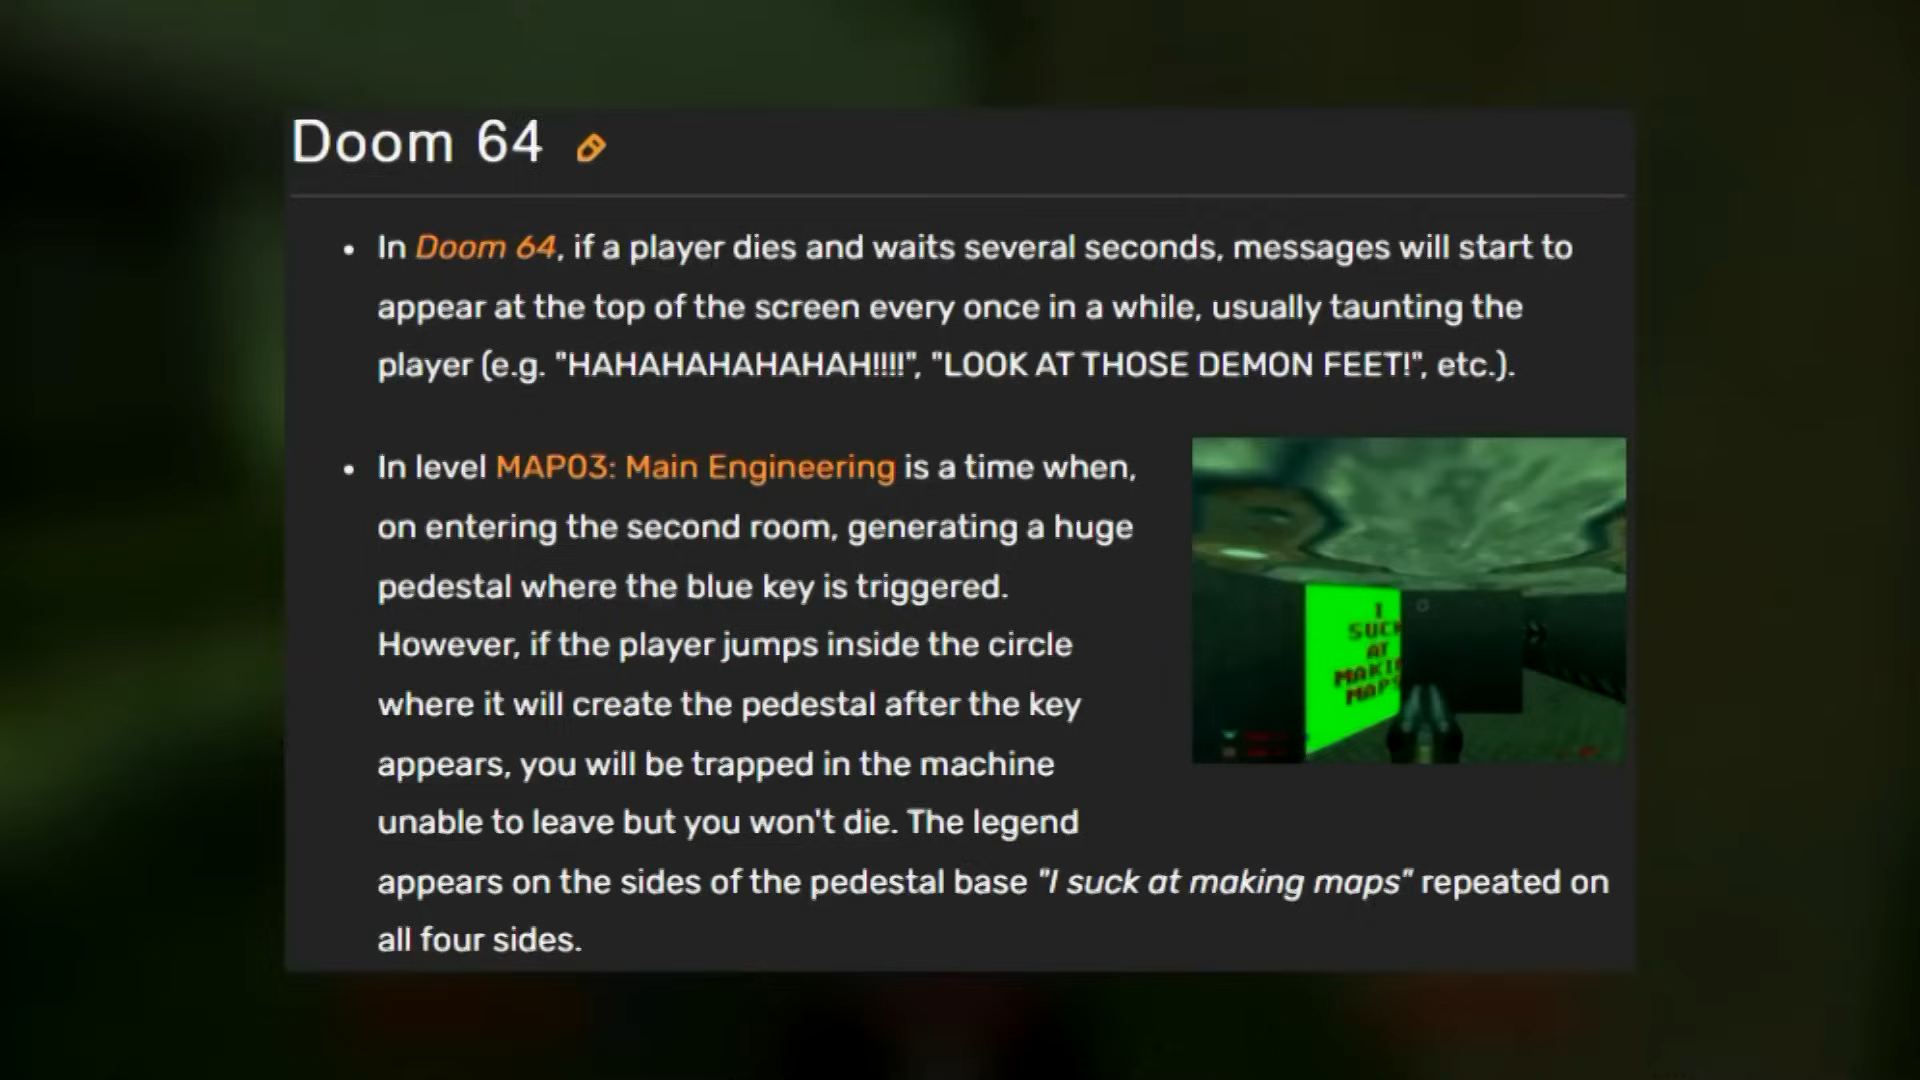 Doom 64
• In Doom 64, if a player dies and waits several seconds, messages will start to
appear at the top of the screen every once in a while, usually taunting the
player (e.g. "HAHAHAHAHAHAH!!!!", "LOOK AT THOSE DEMON FEET!", etc.).
• In level MAP03: Main Engineering is a time when,
on entering the second room, generating a huge
pedestal where the blue key is triggered.
However, if the player jumps inside the circle
where it will create the pedestal after the key
appears, you will be trapped in the machine
unable to leave but you won't die. The legend
appears on the sides of the pedestal base "I suck at making maps" repeated on
all four sides.
I
SUCK
AT
MAKI
MAPS